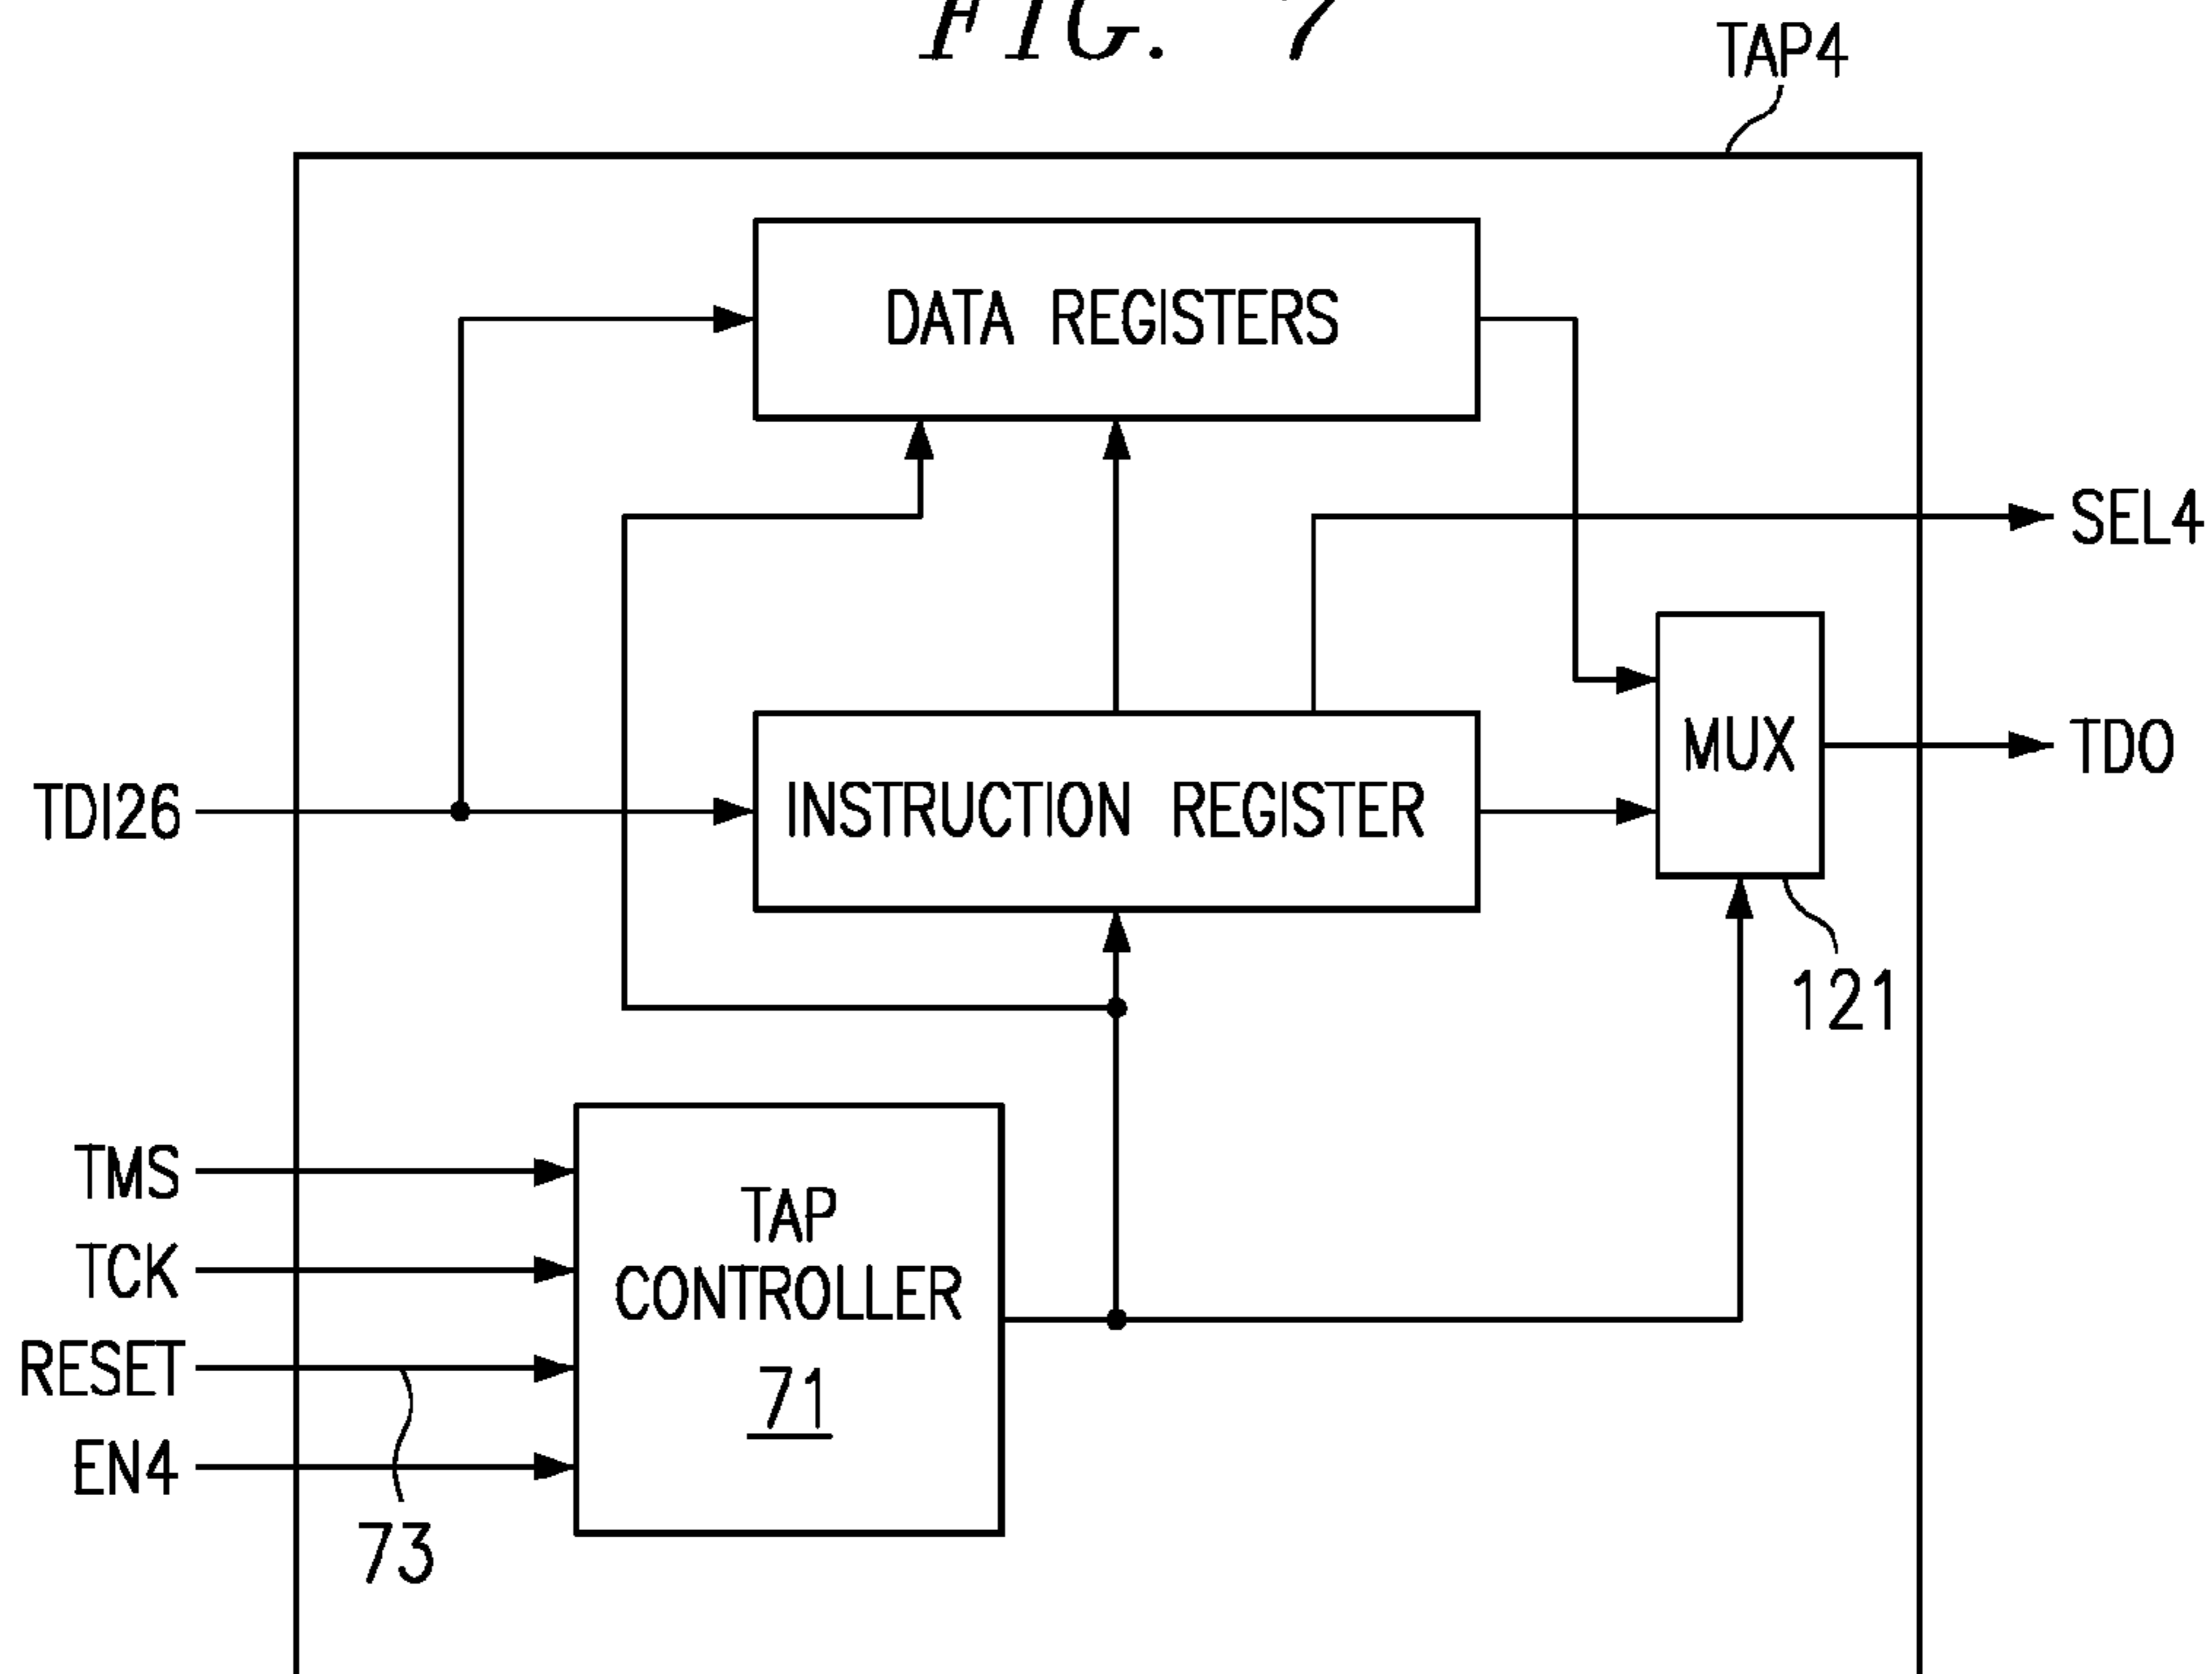 FIG. 7
TAP4
DATA REGISTERS
SEL4
MUX
TDO
TDI26
INSTRUCTION REGISTER
121
TMS
TCK
RESET
EN4
TAP
CONTROLLER
71
73